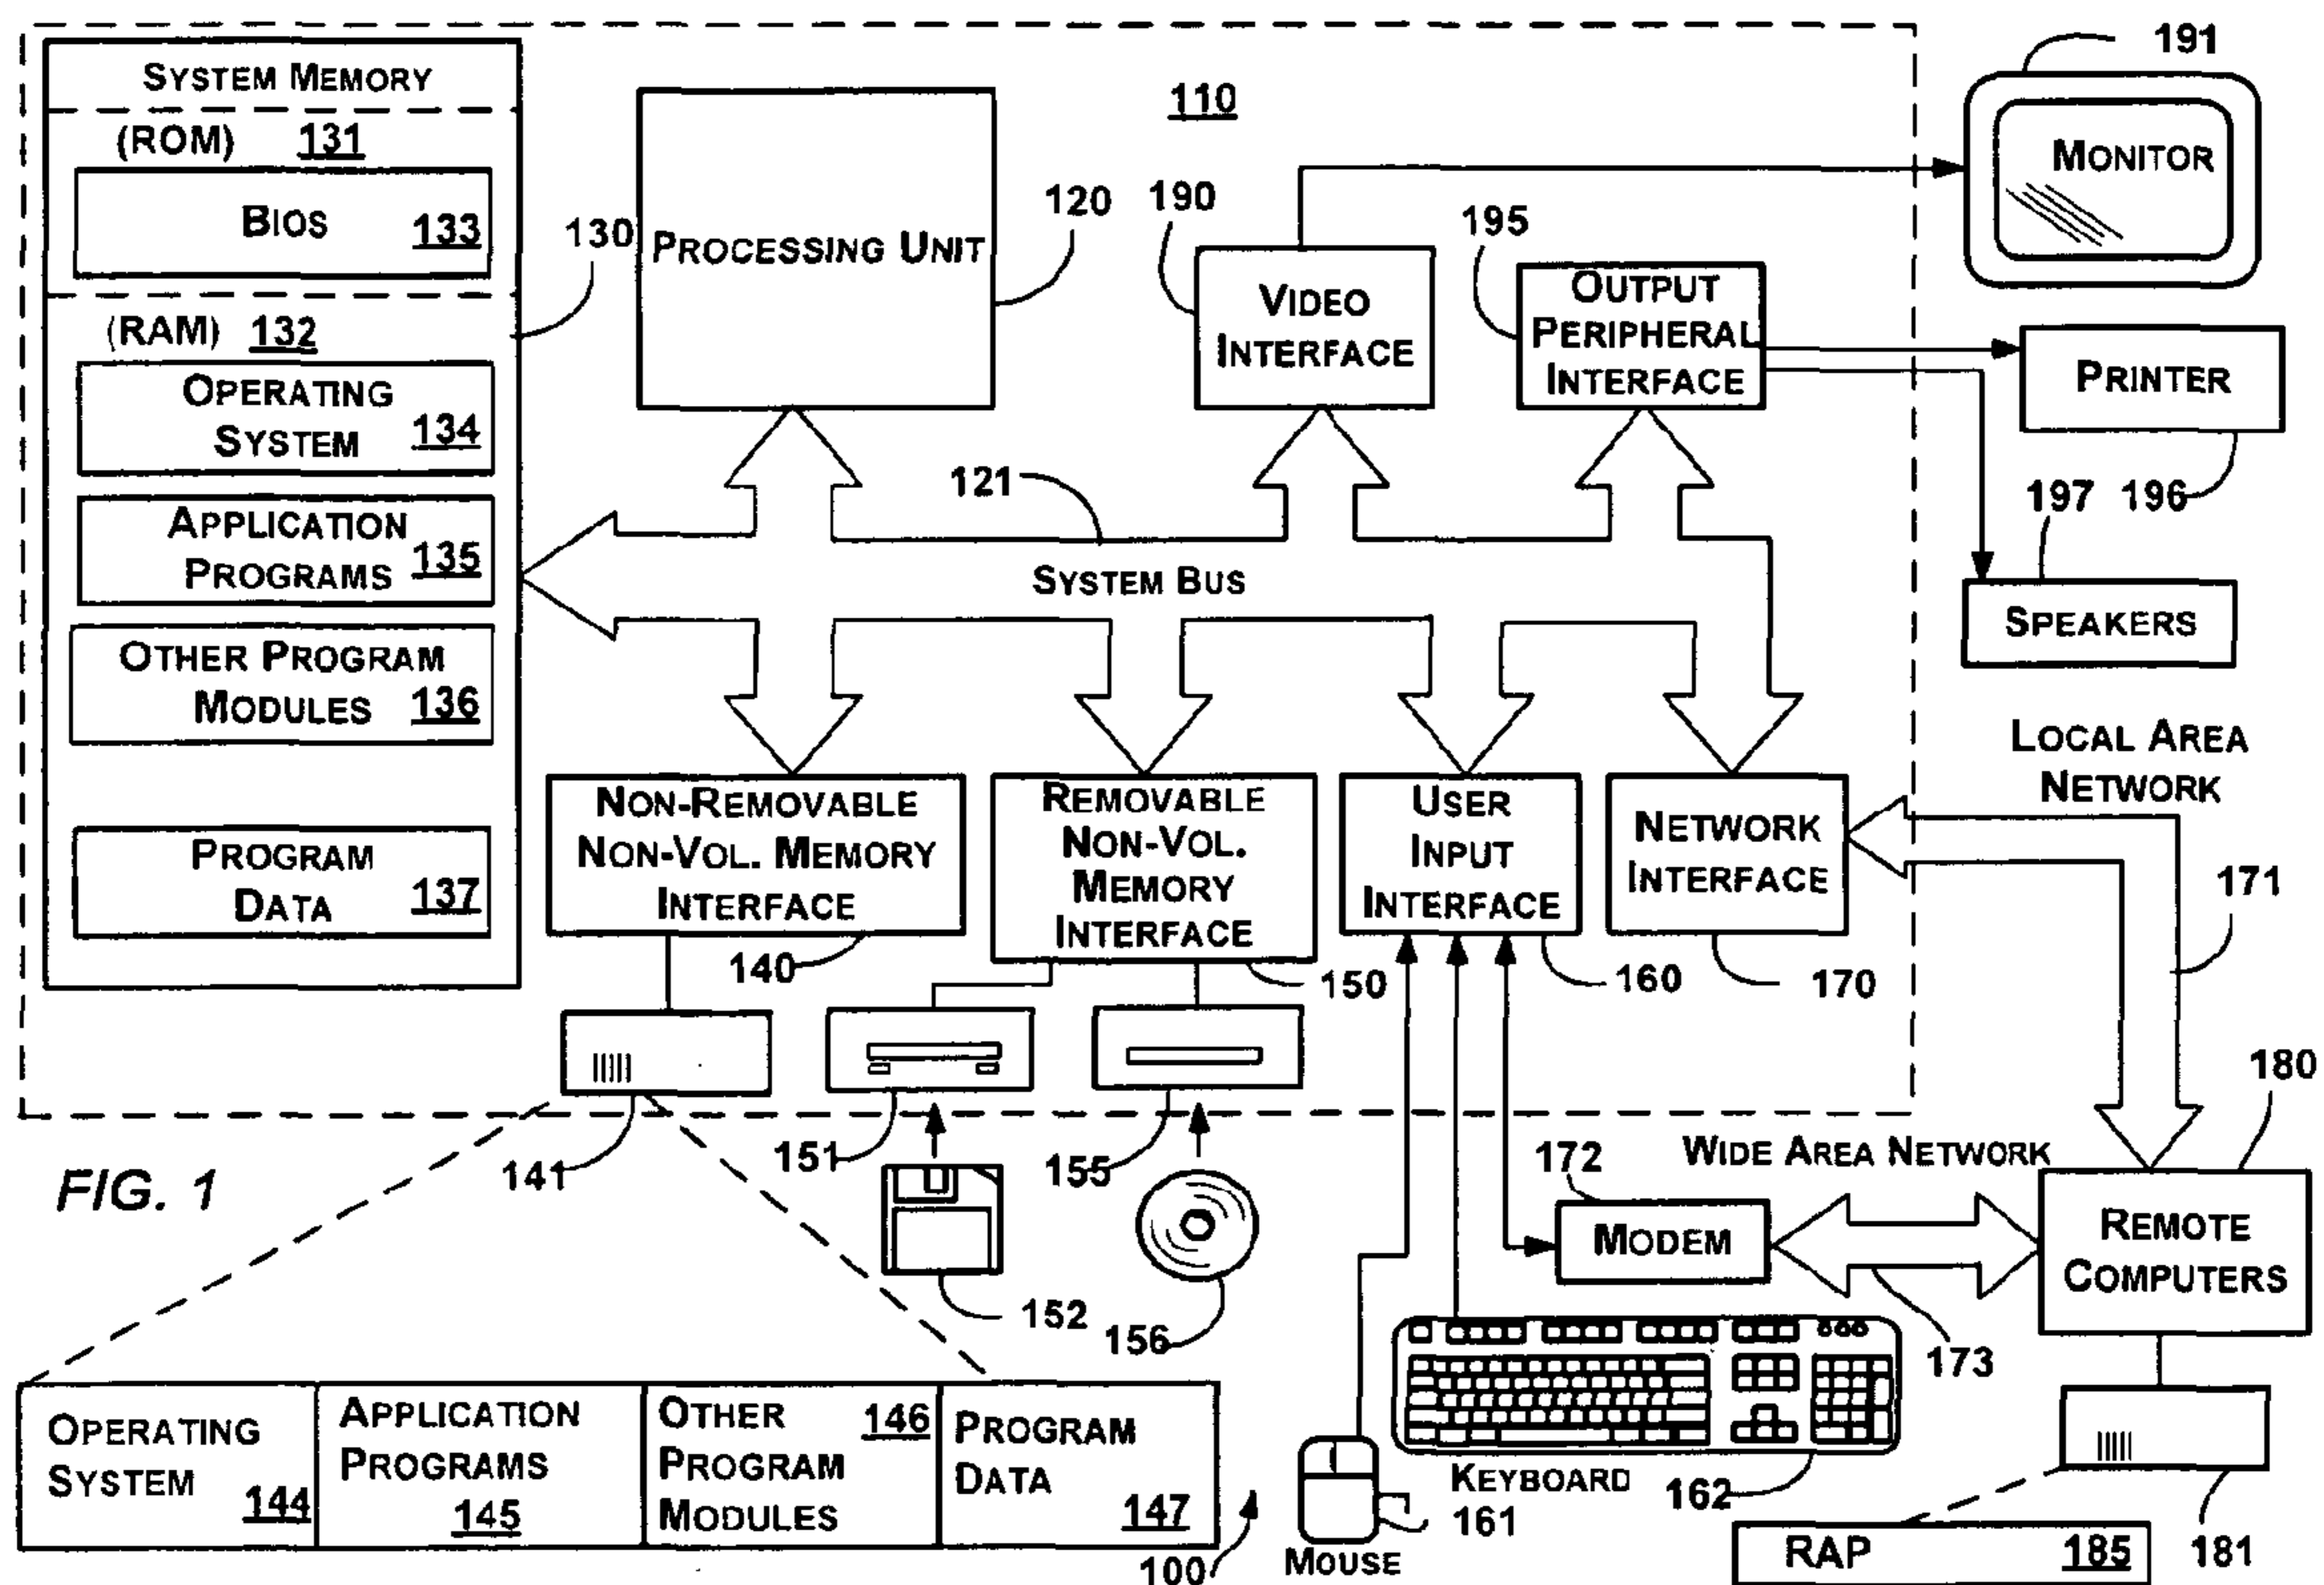 SYSTEM MEMORY
(ROM) 131
BIOS 133
(RAM) 132
OPERATING
SYSTEM 134
APPLICATION
PROGRAMS 135
OTHER PROGRAM
MODULES 136
PROGRAM
DATA 137
130
PROCESSING UNIT
120
110
190
VIDEO
INTERFACE
195
OUTPUT
PERIPHERAL
INTERFACE
191
MONITOR
PRINTER
197 196
SPEAKERS
121
SYSTEM BUS
NON-REMOVABLE
NON-VOL. MEMORY
INTERFACE
140
REMOVABLE
NON-VOL.
MEMORY
INTERFACE
150
USER
INPUT
INTERFACE
160
NETWORK
INTERFACE
170
LOCAL AREA
NETWORK
171
180
141
151
155
152
156
WIDE AREA NETWORK
172
MODEM
173
REMOTE
COMPUTERS
FIG. 1
OPERATING
SYSTEM 144
APPLICATION
PROGRAMS
145
OTHER 146
PROGRAM
MODULES
PROGRAM
DATA
147
100
MOUSE
161
KEYBOARD
162
181
RAP 185